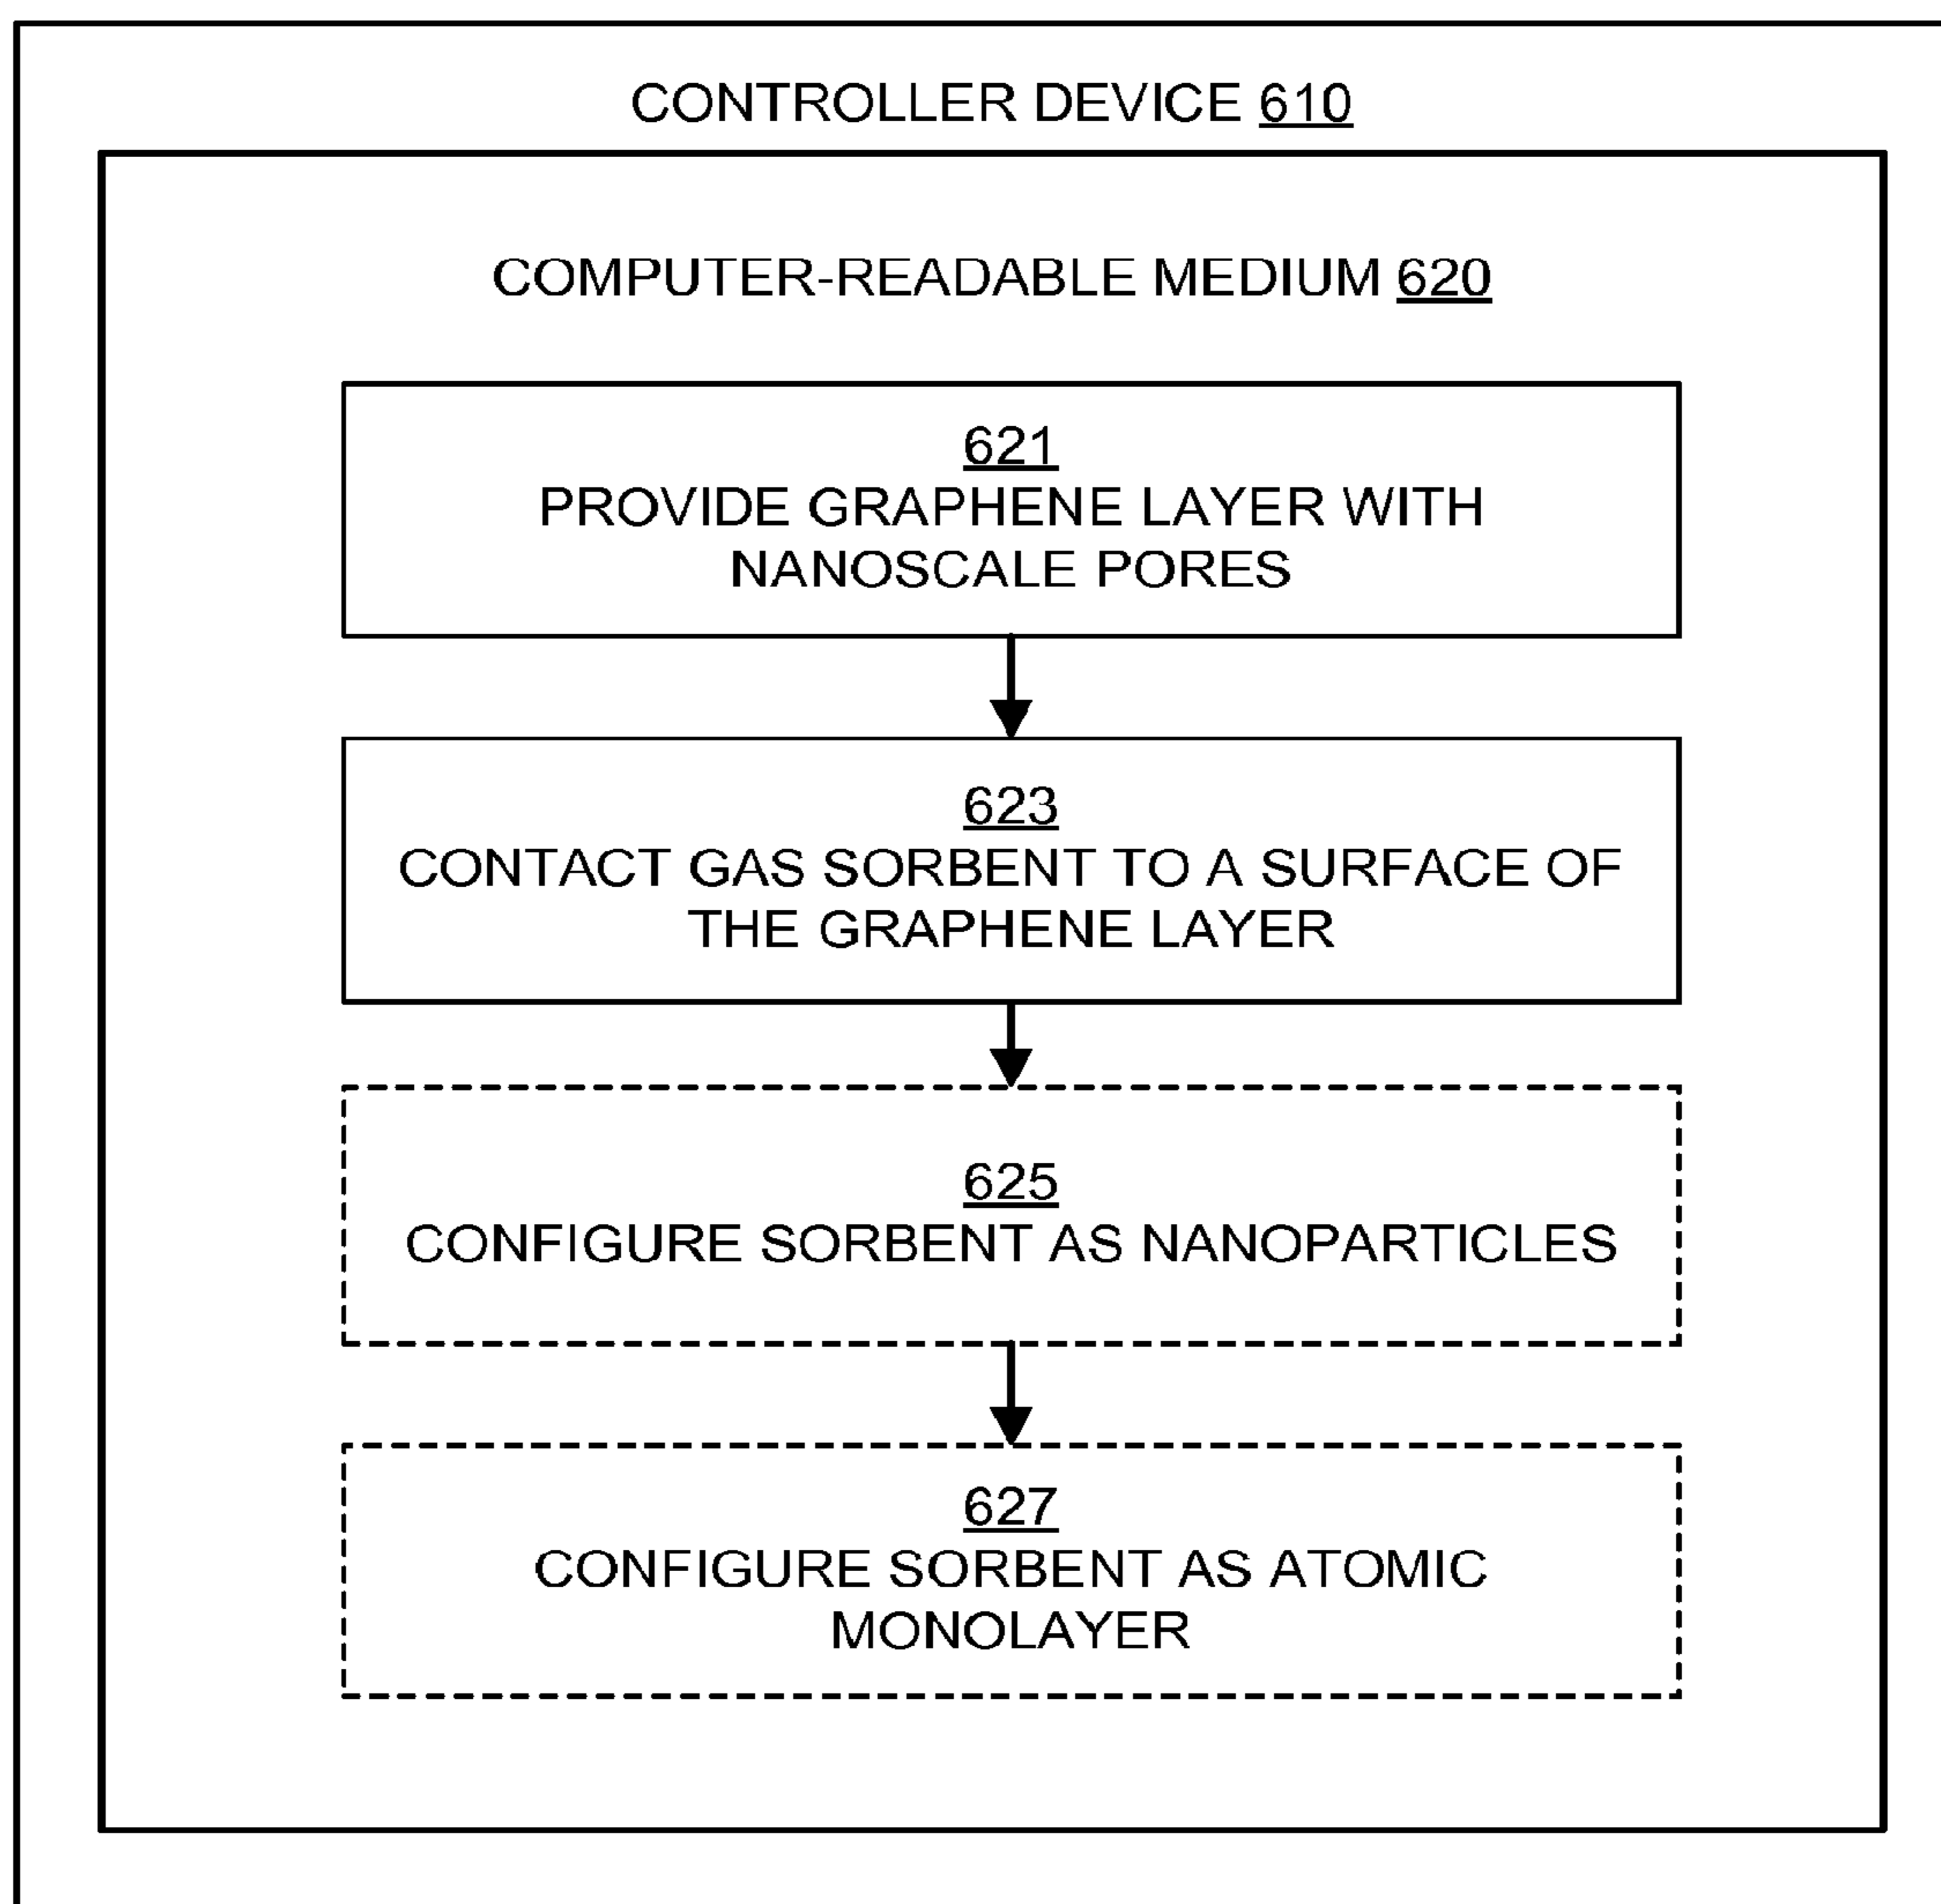 CONTROLLER DEVICE 610
COMPUTER-READABLE MEDIUM 620
621
PROVIDE GRAPHENE LAYER WITH
NANOSCALE PORES
623
CONTACT GAS SORBENT TO A SURFACE OF
THE GRAPHENE LAYER
625
CONFIGURE SORBENT AS NANOPARTICLES
627
CONFIGURE SORBENT AS ATOMIC
MONOLAYER